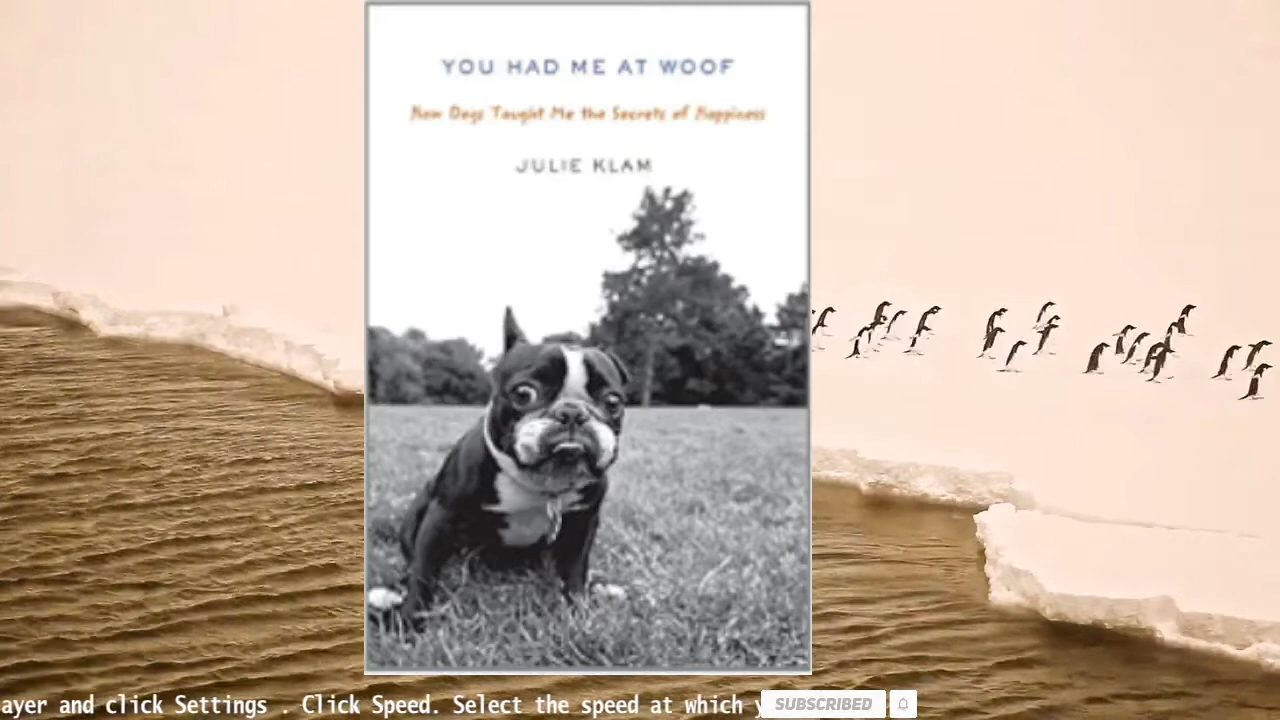 YOU HAD ME AT WOOF
How Dogs Taught Me the Secrets of Happiness
JULIE KLAM
ayer and click Settings . Click Speed. Select the speed at which y
SUBSCRIBED